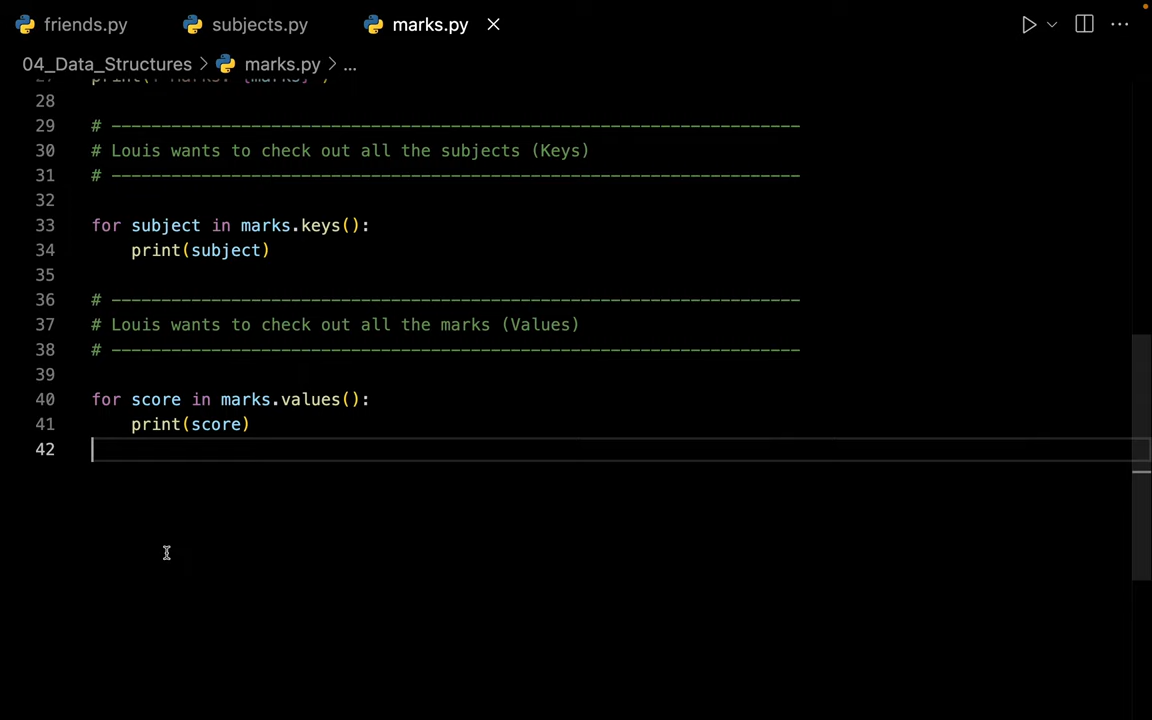 friends.py subjects.py marks.py
04_Data_Structures > marks.py > ...
28
29 # ---------------------------------------------------------------------
30 # Louis wants to check out all the subjects (Keys)
31 # ---------------------------------------------------------------------
32
33 for subject in marks.keys():
34     print(subject)
35
36 # ---------------------------------------------------------------------
37 # Louis wants to check out all the marks (Values)
38 # ---------------------------------------------------------------------
39
40 for score in marks.values():
41     print(score)
42